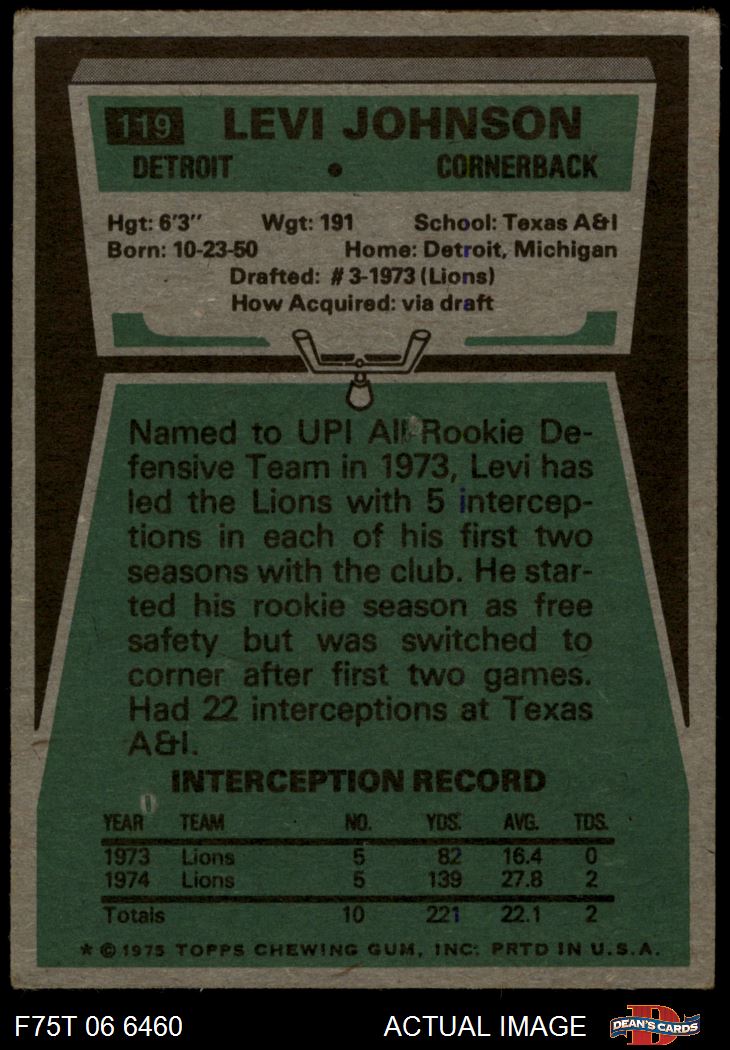 119 LEVI JOHNSON
DETROIT • CORNERBACK
Hgt: 6'3" Wgt: 191 School: Texas A&I
Born: 10-23-50 Home: Detroit, Michigan
Drafted: #3-1973 (Lions)
How Acquired: via draft
Named to UPI All-Rookie De-
fensive Team in 1973, Levi has
led the Lions with 5 intercep-
tions in each of his first two
seasons with the club. He star-
ted his rookie season as free
safety but was switched to
corner after first two games.
Had 22 interceptions at Texas
A&I.
INTERCEPTION RECORD
YEAR TEAM NO. YDS. AVG. TDS.
1973 Lions 5 82 16.4 0
1974 Lions 5 139 27.8 2
Totals 10 221 22.1 2
* © 1975 TOPPS CHEWING GUM, INC. PRTD IN U.S.A.
F75T 06 6460 ACTUAL IMAGE DEAN'S CARDS